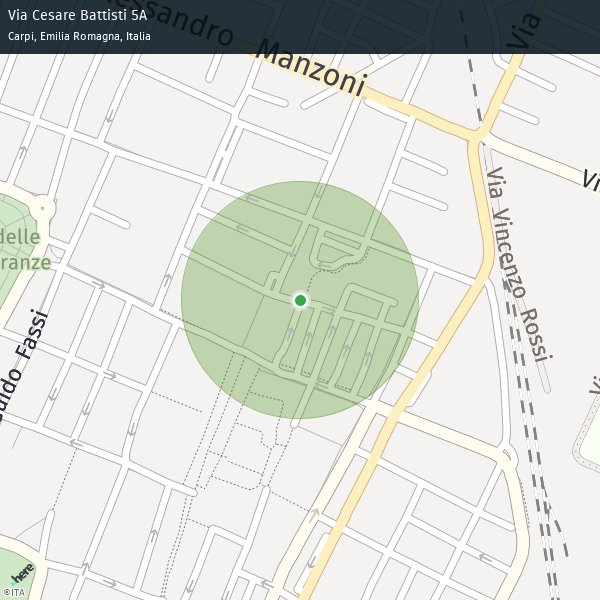 Via Cesare Battisti 5A
Carpi, Emilia Romagna, Italia
essandro Manzoni
Via
Via Vincenzo Rossi
Vi
delle
ranze
uido Fassi
Vi
here
©ITA